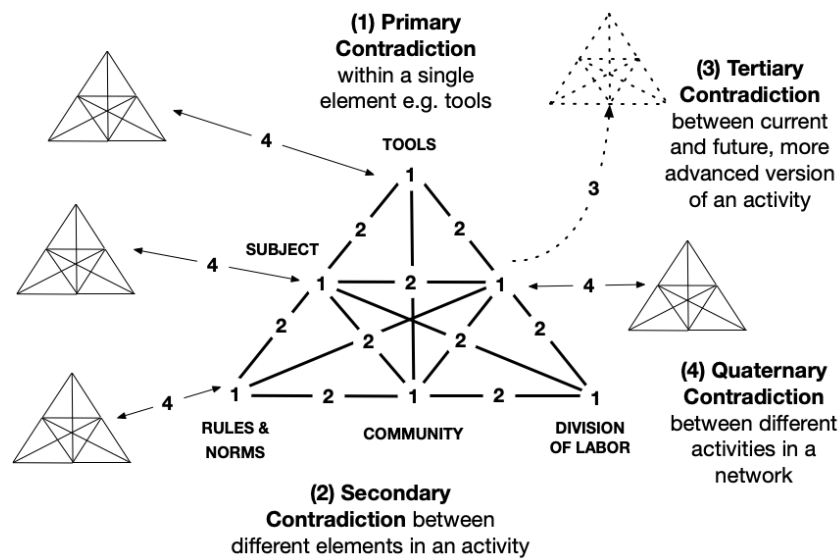 (1) Primary
Contradiction
within a single
element e.g. tools
(3) Tertiary
Contradiction
between current
and future, more
advanced version
of an activity
4
TOOLS
1
3
2
2
SUBJECT
4
1
2
1
4
2
2
2
2
4
1
2
1
2
1
RULES &
NORMS
COMMUNITY
DIVISION
OF LABOR
(4) Quaternary
Contradiction
between different
activities in a
network
(2) Secondary
Contradiction between
different elements in an activity